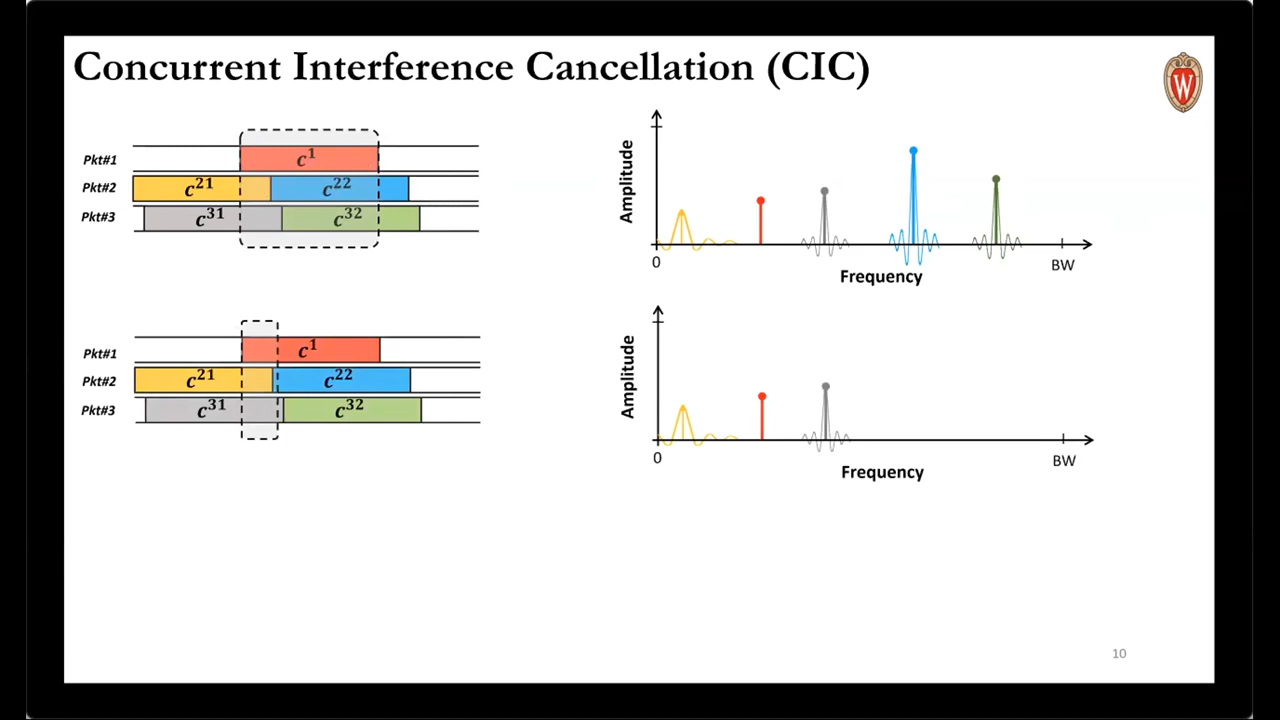 Concurrent Interference Cancellation (CIC)
W
Pkt#1
c¹
Pkt#2
c²¹
c²²
Pkt#3
c³¹
c³²
Amplitude
0
Frequency
BW
Pkt#1
c¹
Pkt#2
c²¹
c²²
Pkt#3
c³¹
c³²
Amplitude
0
Frequency
BW
10